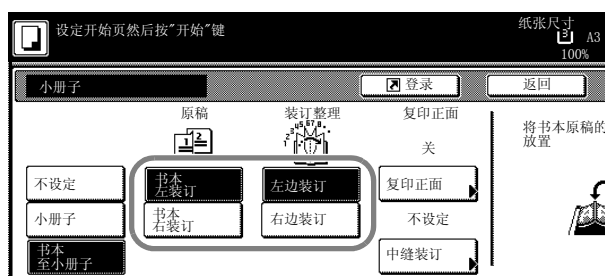 设定开始页然后按"开始"键
纸张尺寸
A3
100%
小册子
登录
返回
原稿
装订整理
复印正面
关
将书本原稿的
放置
不设定
书本
左装订
左边装订
复印正面
小册子
书本
右装订
右边装订
不设定
书本
至小册子
中缝装订